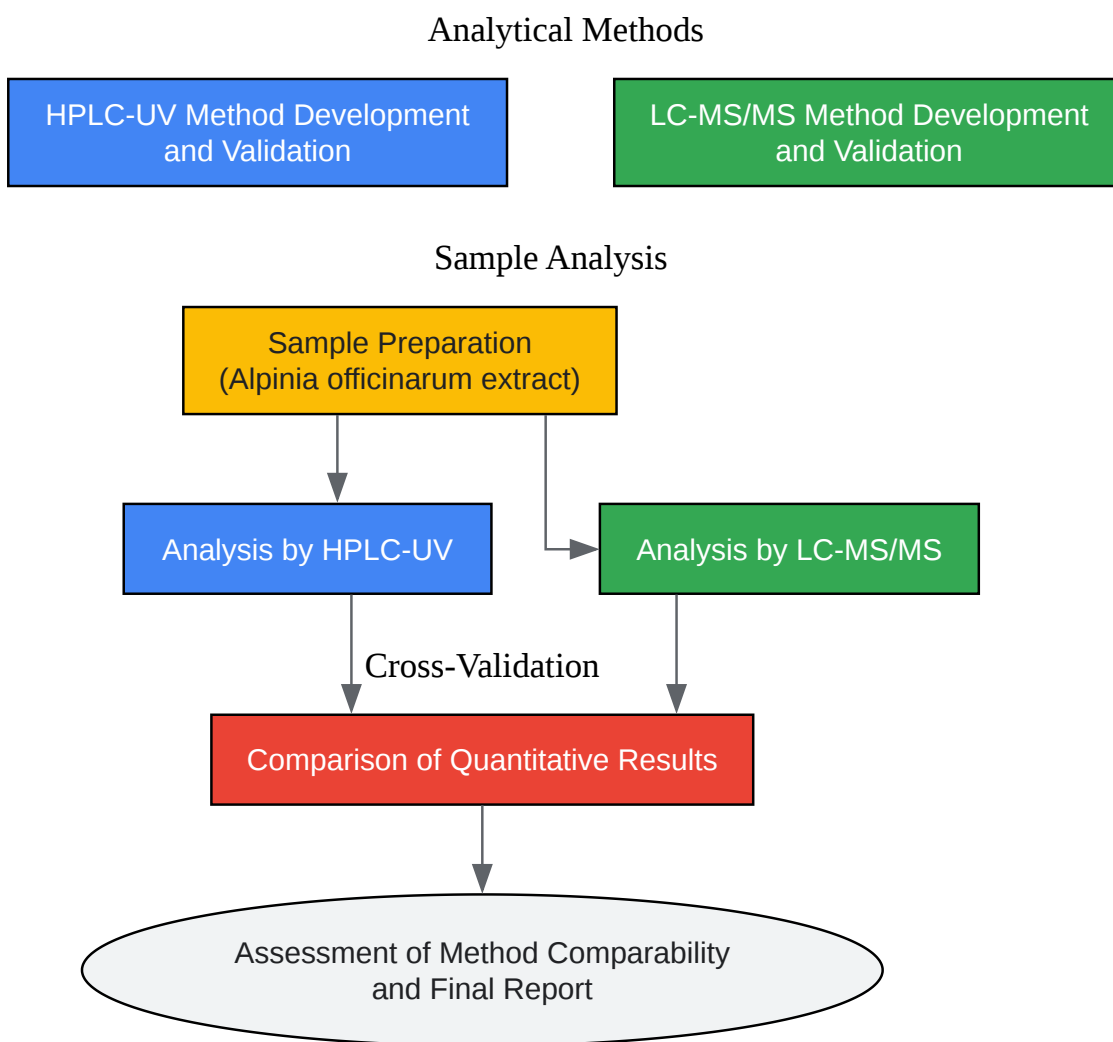 Analytical Methods
HPLC-UV Method Development
and Validation
LC-MS/MS Method Development
and Validation
Sample Analysis
Sample Preparation
(Alpinia officinarum extract)
Analysis by HPLC-UV
Analysis by LC-MS/MS
Cross-Validation
Comparison of Quantitative Results
Assessment of Method Comparability
and Final Report